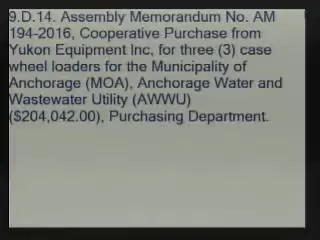 9.D.14. Assembly Memorandum No. AM
194-2016, Cooperative Purchase from
Yukon Equipment Inc, for three (3) case
wheel loaders for the Municipality of
Anchorage (MOA), Anchorage Water and
Wastewater Utility (AWWU)
($204,042.00), Purchasing Department.